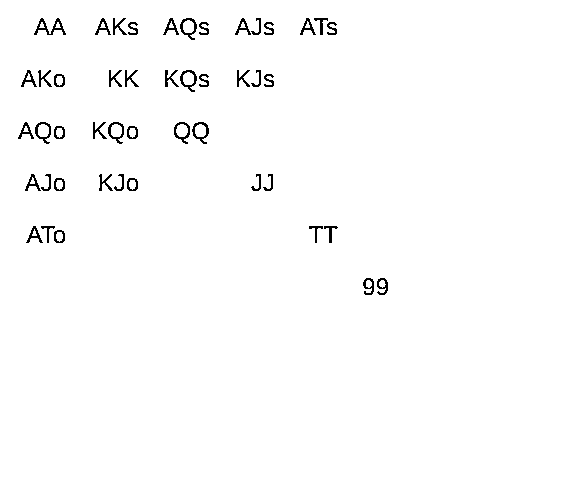 AA AKs AQs AJs ATs
AKo KK KQs KJs
AQo KQo QQ
AJo KJo JJ
ATo TT
99